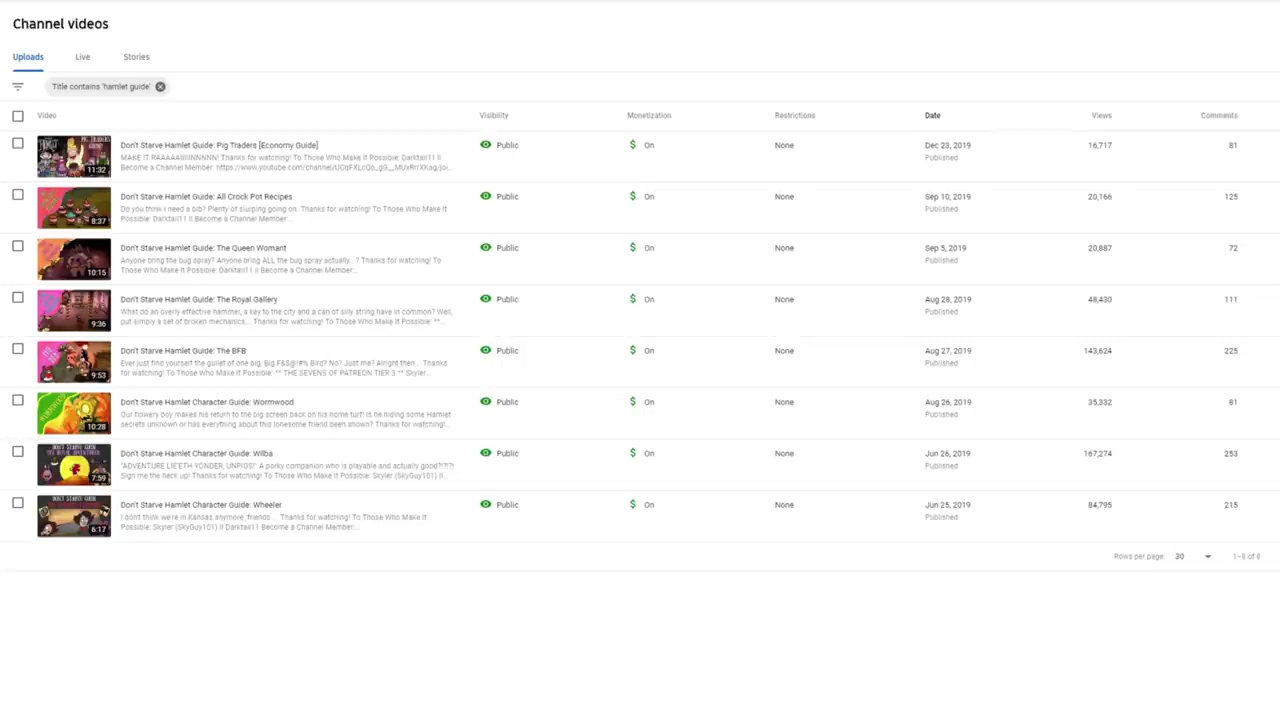 Channel videos
Uploads Live Stories
Title contains 'hamlet guide'
Video Visibility Monetization Restrictions Date Views Comments
Don't Starve Hamlet Guide: Pig Traders [Economy Guide] Public $ On None Dec 23, 2019 16,717 81
MAKE IT RAAAAAIIIIINNNNN! Thanks for watching! To Those Who Make It Possible: Darktail11 II Published
Become a Channel Member
11:32
Don't Starve Hamlet Guide: All Crock Pot Recipes Public $ On None Sep 10, 2019 20,166 125
Do you think I need a bib? Plenty of slurping going on. Thanks for watching! To Those Who Make It Published
Possible: Darktail11 II Become a Channel Member...
8:37
Don't Starve Hamlet Guide: The Queen Womant Public $ On None Sep 5, 2019 20,887 72
Anyone bring the bug spray? Anyone bring ALL the bug spray actually...? Thanks for watching! To Published
Those Who Make It Possible: Darktail11 II Become a Channel Member...
10:15
Don't Starve Hamlet Guide: The Royal Gallery Public $ On None Aug 28, 2019 48,430 111
What do an overly effective hammer, a key to the city and a can of silly string have in common? Well, Published
put simply a set of broken mechanics... Thanks for watching! To Those Who Make It Possible: **...
9:36
Don't Starve Hamlet Guide: The BFB Public $ On None Aug 27, 2019 143,624 225
Ever just find yourself the gullet of one big, Big F&$@!#% Bird? No? Just me? Alright then... Thanks Published
for watching! To Those Who Make It Possible: ** THE SEVENS OF PATREON TIER 3 ** Skyler...
9:53
Don't Starve Hamlet Character Guide: Wormwood Public $ On None Aug 26, 2019 35,332 81
Our flowery boy makes his return to the big screen back on his home turf! Is he hiding some Hamlet Published
secrets unknown or has everything about this lonesome friend been shown? Thanks for watching!...
10:28
Don't Starve Hamlet Character Guide: Wilba Public $ On None Jun 26, 2019 167,274 253
"ADVENTURE LIE'ETH YONDER, UNPIGS!" A porky companion who is playable and actually good?!?!?! Published
Sign me the heck up! Thanks for watching! To Those Who Make It Possible: Skyler (SkyGuy101) II...
7:59
Don't Starve Hamlet Character Guide: Wheeler Public $ On None Jun 25, 2019 84,795 215
I don't think we're in Kansas anymore, friends... Thanks for watching! To Those Who Make It Published
Possible: Skyler (SkyGuy101) II Darktail11 Become a Channel Member:...
6:17
Rows per page: 30 1–8 of